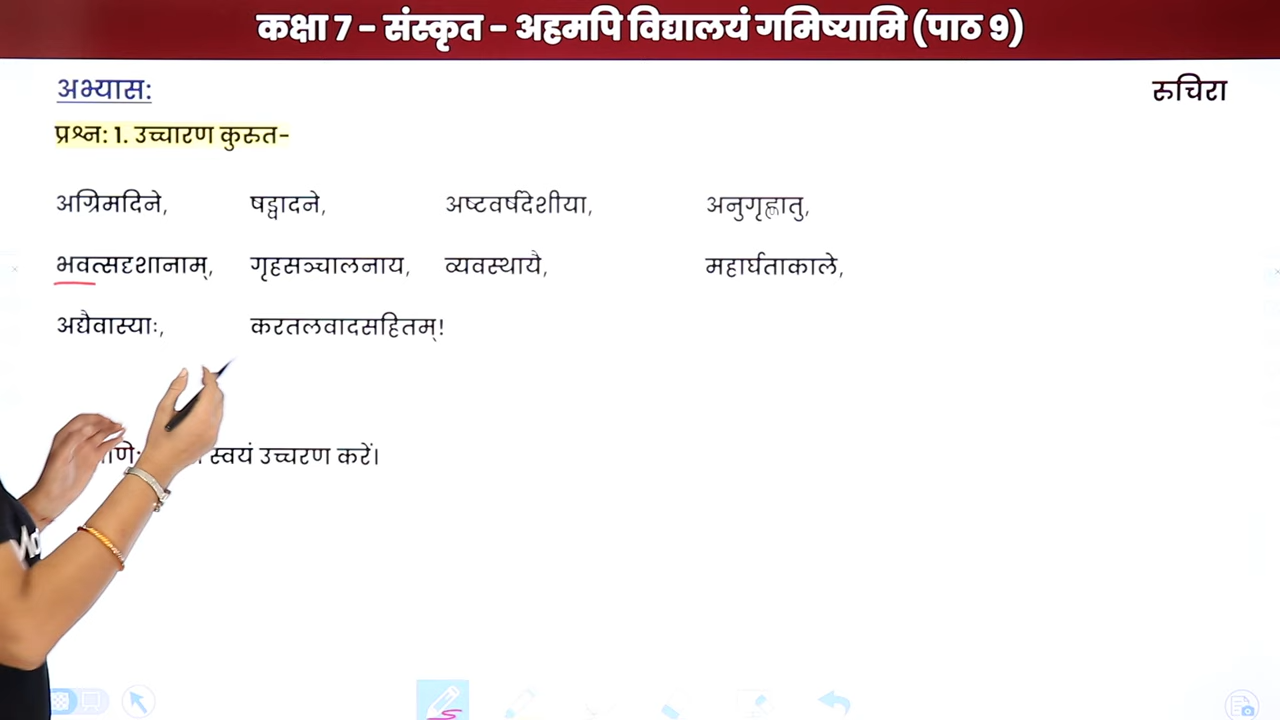 कक्षा 7 - संस्कृत - अहमपि विद्यालयं गमिष्यामि (पाठ 9)
अभ्यास: रुचिरा
प्रश्न: 1. उच्चारण कुरुत-
अग्रिमदिने, षड्वादने, अष्टवर्षदेशीया, अनुगृह्णातु,
भवत्सदृशानाम्, गृहसञ्चालनाय, व्यवस्थायै, महार्घताकाले,
अद्यैवास्याः, करतलवादसहितम्!
स्वयं उच्चरण करें।